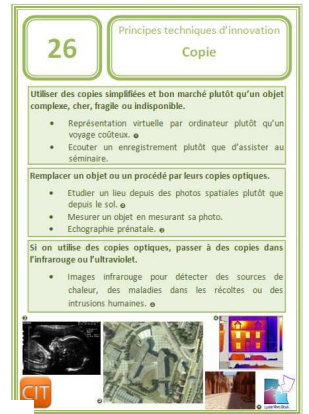 26
Principes techniques d'innovation
Copie
Utiliser des copies simplifiées et bon marché plutôt qu'un objet
complexe, cher, fragile ou indisponible.
• Représentation virtuelle par ordinateur plutôt qu'un
voyage coûteux.
• Ecouter un enregistrement plutôt que d'assister au
séminaire.
Remplacer un objet ou un procédé par leurs copies optiques.
• Etudier un lieu depuis des photos spatiales plutôt que
depuis le sol.
• Mesurer un objet en mesurant sa photo.
• Echographie prénatale.
Si on utilise des copies optiques, passer à des copies dans
l'infrarouge ou l'ultraviolet.
• Images infrarouge pour détecter des sources de
chaleur, des maladies dans les récoltes ou des
intrusions humaines.
CIT